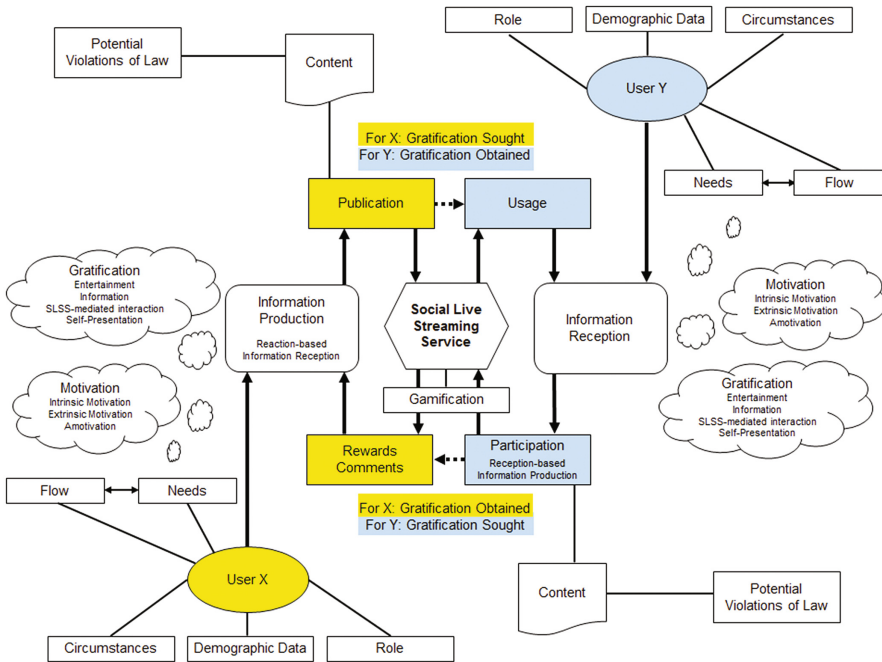 Role
Demographic Data
Circumstances
Potential
Violations of Law
Content
User Y
For X: Gratification Sought
For Y: Gratification Obtained
Needs
Flow
Publication
Usage
Gratification
Entertainment
Information
SLSS-mediated interaction
Self-Presentation
Information
Production
Reaction-based
Information Reception
Social Live
Streaming
Service
Information
Reception
Motivation
Intrinsic Motivation
Extrinsic Motivation
Amotivation
Motivation
Intrinsic Motivation
Extrinsic Motivation
Amotivation
Gamification
Gratification
Entertainment
Information
SLSS-mediated interaction
Self-Presentation
Rewards
Comments
Participation
Reception-based
Information Production
Flow
Needs
For X: Gratification Obtained
For Y: Gratification Sought
User X
Content
Potential
Violations of Law
Circumstances
Demographic Data
Role